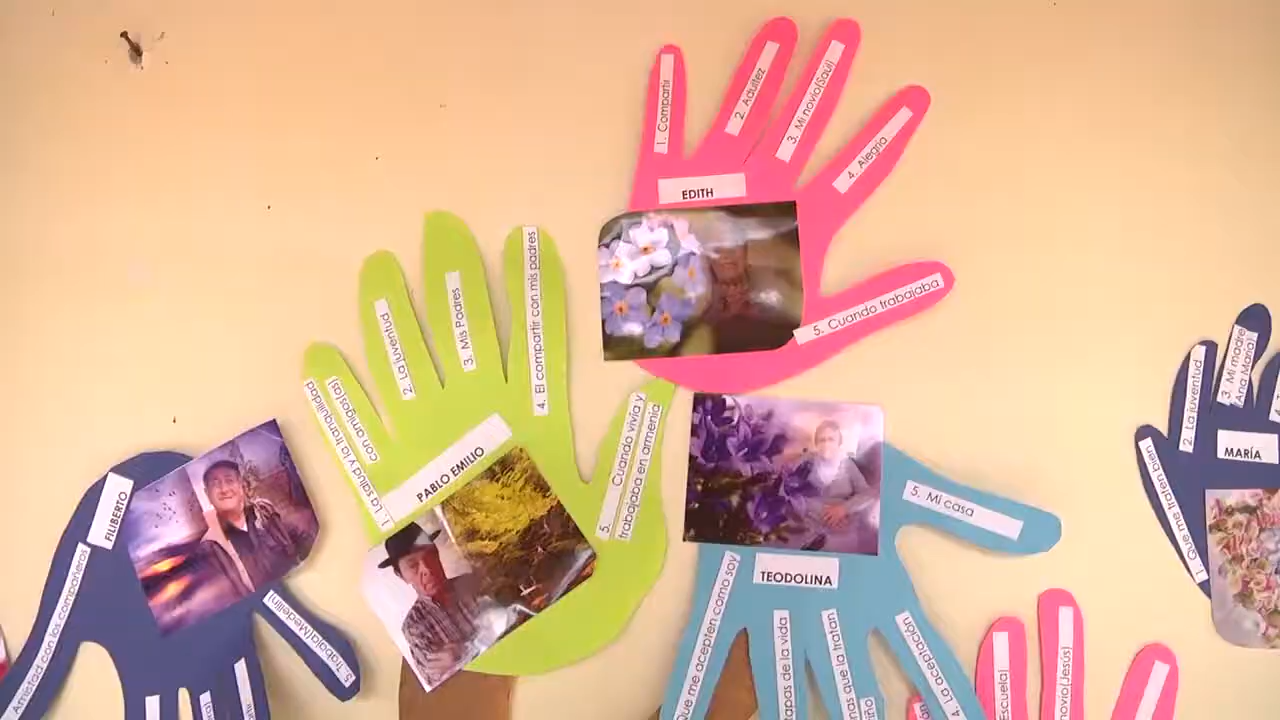 1. Compartir
2. Adultez
3. Mi novio(Saúl)
4. Alegría
EDITH
5. Cuando trabajaba
1. La salud y la tranquilidad
con amigos(as)
2. La juventud
3. Mis Padres
4. El compartir con mis padres
5. Cuando vivía y
trabajaba en armenia
PABLO EMILIO
FILIBERTO
Amistad con los compañeros
5. Trabajo(Medellín)
5. Mi casa
TEODOLINA
Que me acepten como soy
de la vida
que la tratan
4. La aceptación
1. Que me traten bien
2. La juventud
3. Mi madre
(Ana María)
MARÍA
Escuela)
novio(Jesús)